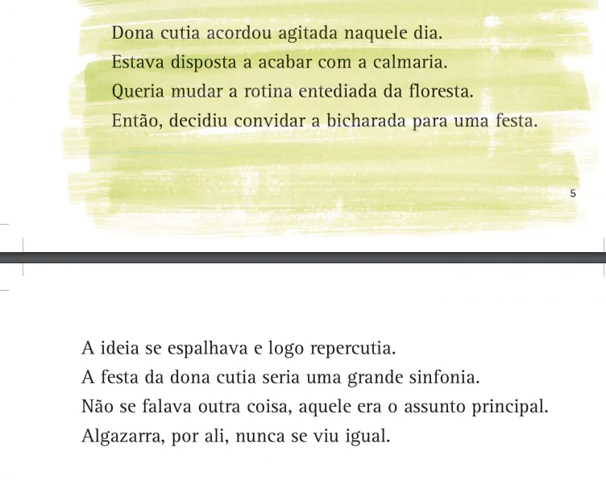 Dona cutia acordou agitada naquele dia.
Estava disposta a acabar com a calmaria.
Queria mudar a rotina entediada da floresta.
Então, decidiu convidar a bicharada para uma festa.
5
A ideia se espalhava e logo repercutia.
A festa da dona cutia seria uma grande sinfonia.
Não se falava outra coisa, aquele era o assunto principal.
Algazarra, por ali, nunca se viu igual.